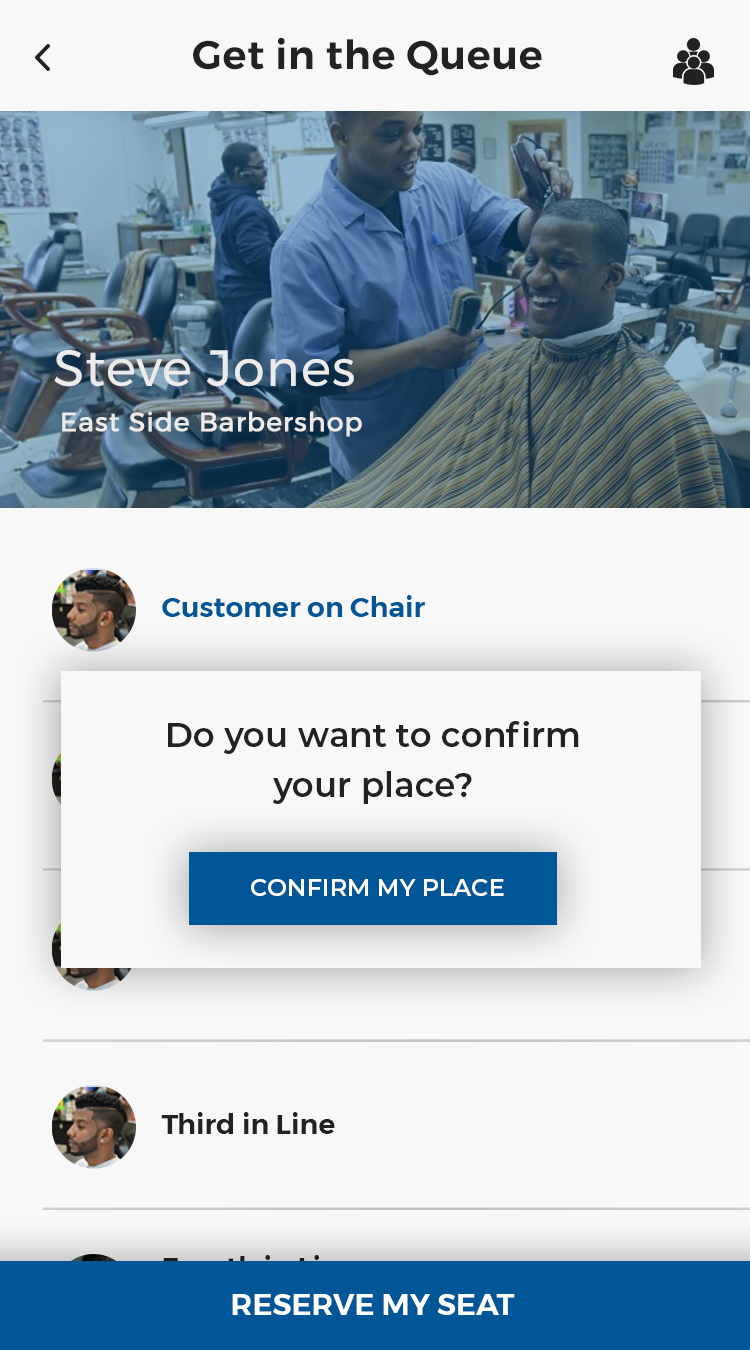 Get in the Queue
Steve Jones
East Side Barbershop
Customer on Chair
Do you want to confirm
your place?
CONFIRM MY PLACE
Third in Line
RESERVE MY SEAT